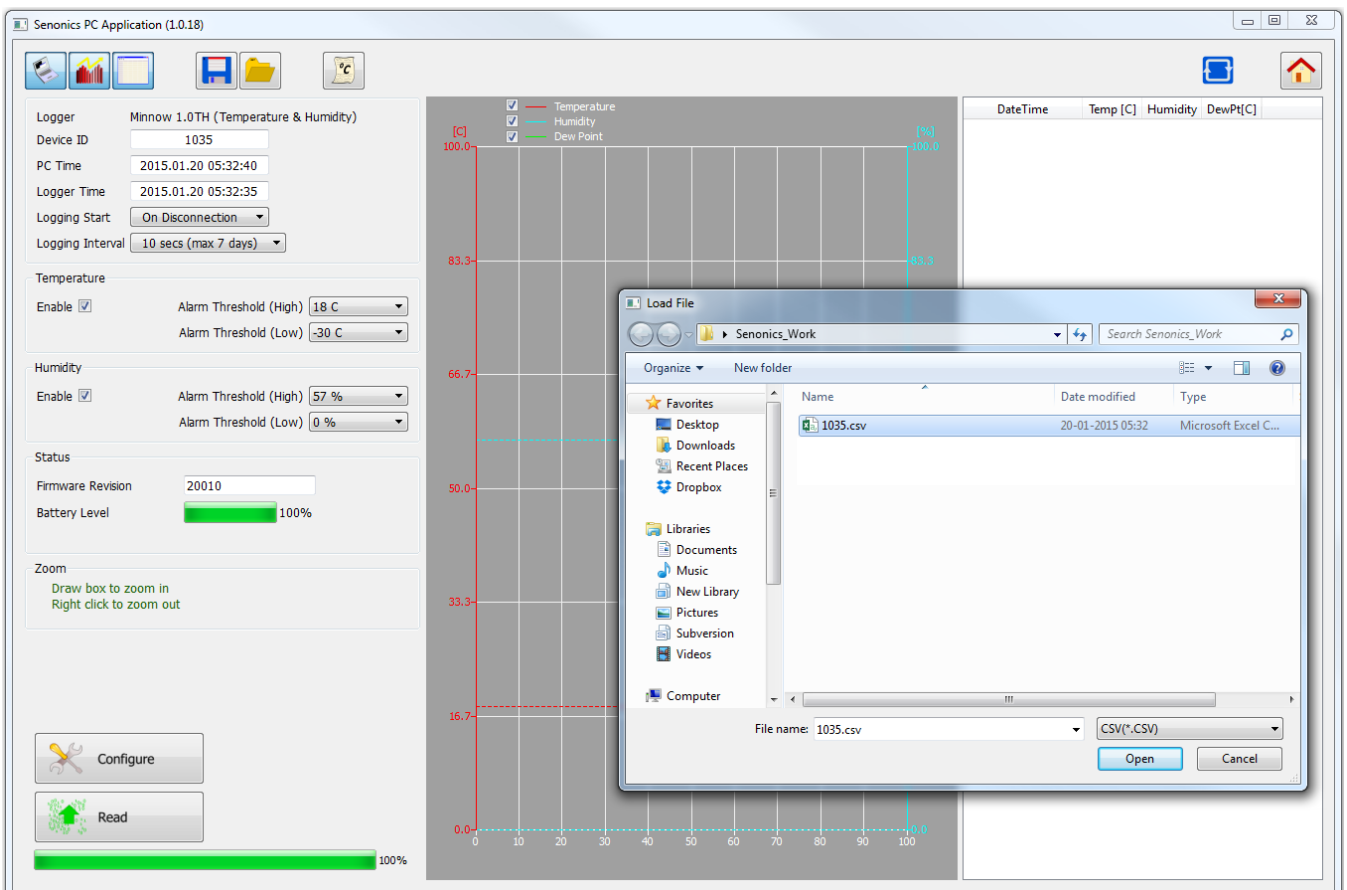 Senonics PC Application (1.0.18)
°C
Logger Minnow 1.0TH (Temperature & Humidity)
Device ID 1035
PC Time 2015.01.20 05:32:40
Logger Time 2015.01.20 05:32:35
Logging Start On Disconnection
Logging Interval 10 secs (max 7 days)
Temperature
Enable Alarm Threshold (High) 18 C
Alarm Threshold (Low) -30 C
Humidity
Enable Alarm Threshold (High) 57 %
Alarm Threshold (Low) 0 %
Status
Firmware Revision 20010
Battery Level 100%
Zoom
Draw box to zoom in
Right click to zoom out
Configure
Read
100%
Temperature
Humidity
Dew Point
[C] [%]
100.0 100.0
83.3 83.3
66.7
50.0
33.3
16.7
0.0 0.0
0 10 20 30 40 50 60 70 80 90 100
DateTime Temp [C] Humidity DewPt[C]
Load File
Senonics_Work Search Senonics_Work
Organize New folder
Favorites
Desktop
Downloads
Recent Places
Dropbox
Libraries
Documents
Music
New Library
Pictures
Subversion
Videos
Computer
Name Date modified Type
1035.csv 20-01-2015 05:32 Microsoft Excel C...
File name: 1035.csv CSV(*.CSV)
Open Cancel